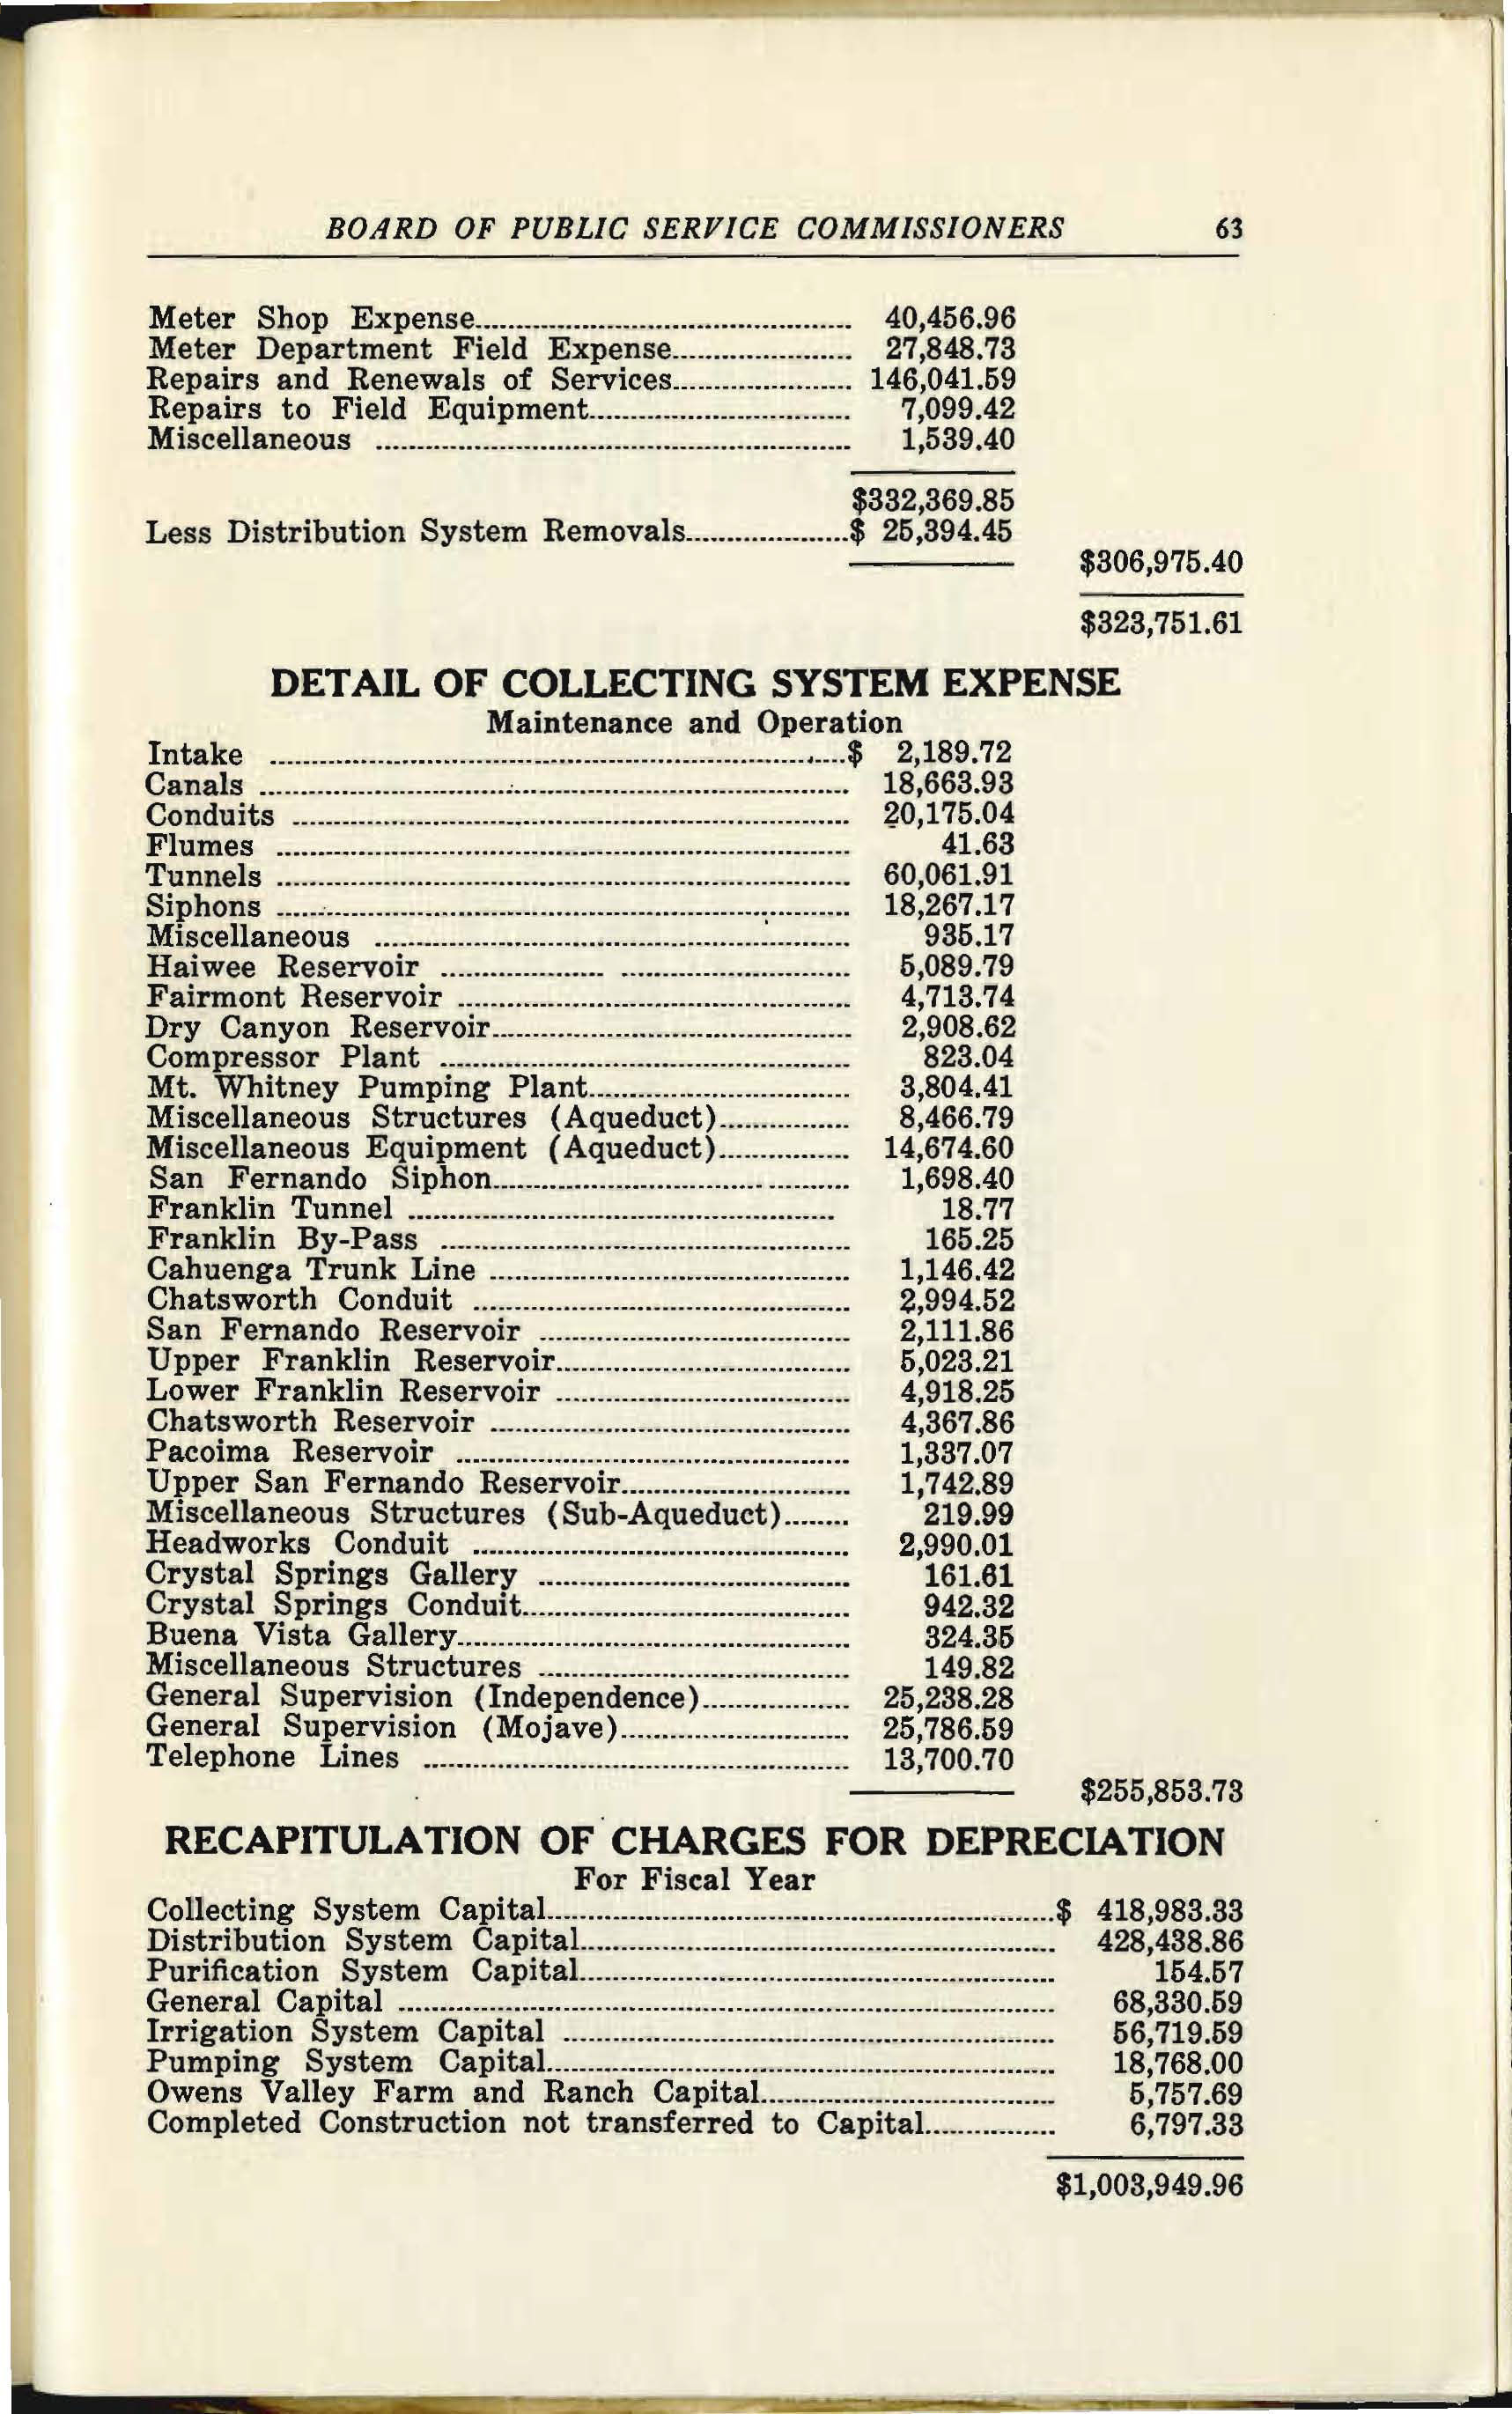 BOARD OF PUBLIC SERVICE COMMISSIONERS 63
Meter Shop Expense 40,456.96
Meter Department Field Expense 27,848.73
Repairs and Renewals of Services 146,041.59
Repairs to Field Equipment 7,099.42
Miscellaneous 1,539.40
$332,369.85
Less Distribution System Removals $ 25,394.45
$306,975.40
$323,751.61
DETAIL OF COLLECTING SYSTEM EXPENSE
Maintenance and Operation
Intake $ 2,189.72
Canals 18,663.93
Conduits 20,175.04
Flumes 41.63
Tunnels 60,061.91
Siphons 18,267.17
Miscellaneous 935.17
Haiwee Reservoir 5,089.79
Fairmont Reservoir 4,713.74
Dry Canyon Reservoir 2,908.62
Compressor Plant 823.04
Mt. Whitney Pumping Plant 3,804.41
Miscellaneous Structures (Aqueduct) 8,466.79
Miscellaneous Equipment (Aqueduct) 14,674.60
San Fernando Siphon 1,698.40
Franklin Tunnel 18.77
Franklin By-Pass 165.25
Cahuenga Trunk Line 1,146.42
Chatsworth Conduit 2,994.52
San Fernando Reservoir 2,111.86
Upper Franklin Reservoir 5,023.21
Lower Franklin Reservoir 4,918.25
Chatsworth Reservoir 4,367.86
Pacoima Reservoir 1,337.07
Upper San Fernando Reservoir 1,742.89
Miscellaneous Structures (Sub-Aqueduct) 219.99
Headworks Conduit 2,990.01
Crystal Springs Gallery 161.61
Crystal Springs Conduit 942.32
Buena Vista Gallery 324.35
Miscellaneous Structures 149.82
General Supervision (Independence) 25,238.28
General Supervision (Mojave) 25,786.59
Telephone Lines 13,700.70
$255,853.73
RECAPITULATION OF CHARGES FOR DEPRECIATION
For Fiscal Year
Collecting System Capital $ 418,983.33
Distribution System Capital 428,438.86
Purification System Capital 154.57
General Capital 68,330.59
Irrigation System Capital 56,719.59
Pumping System Capital 18,768.00
Owens Valley Farm and Ranch Capital 5,757.69
Completed Construction not transferred to Capital 6,797.33
$1,003,949.96